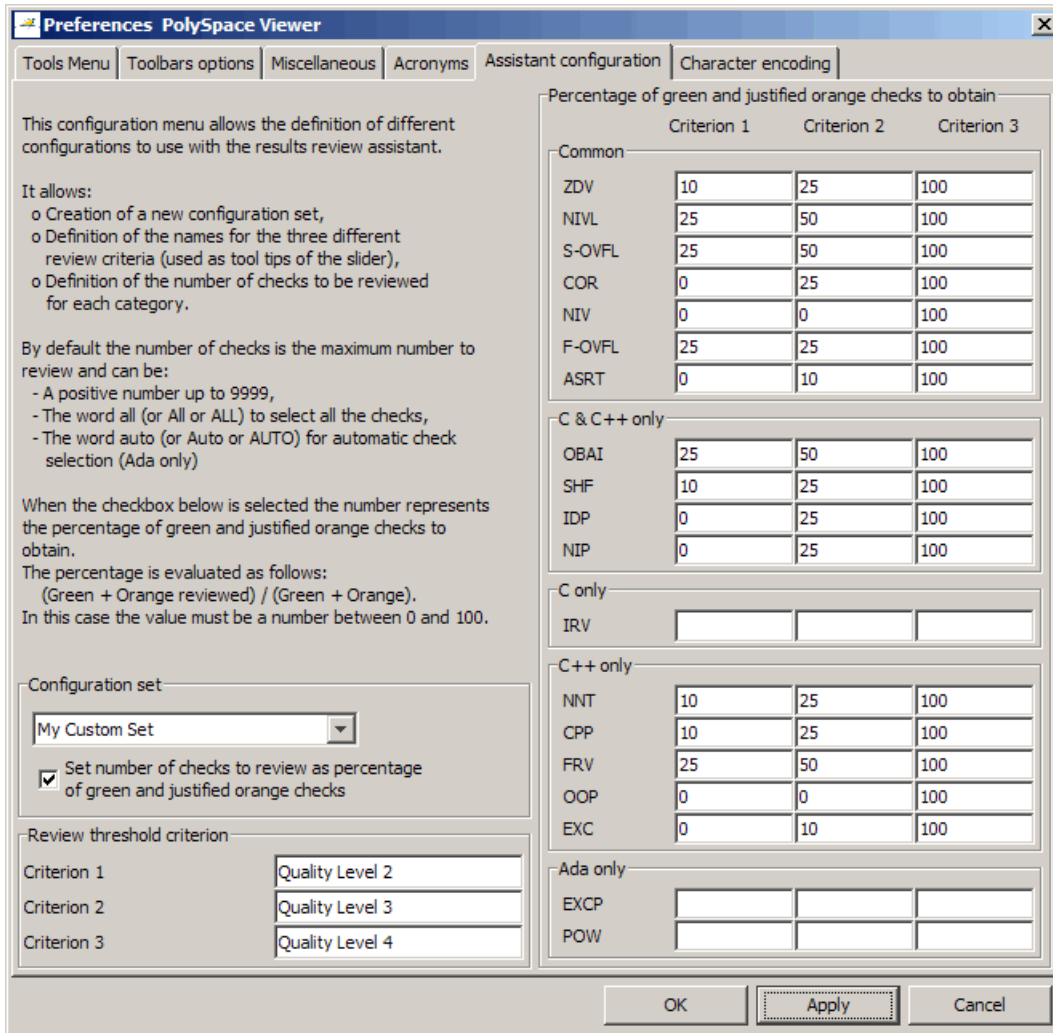 Preferences PolySpace Viewer
Tools Menu Toolbars options Miscellaneous Acronyms Assistant configuration Character encoding
This configuration menu allows the definition of different
configurations to use with the results review assistant.
It allows:
o Creation of a new configuration set,
o Definition of the names for the three different
review criteria (used as tool tips of the slider),
o Definition of the number of checks to be reviewed
for each category.
By default the number of checks is the maximum number to
review and can be:
- A positive number up to 9999,
- The word all (or All or ALL) to select all the checks,
- The word auto (or Auto or AUTO) for automatic check
selection (Ada only)
When the checkbox below is selected the number represents
the percentage of green and justified orange checks to
obtain.
The percentage is evaluated as follows:
(Green + Orange reviewed) / (Green + Orange).
In this case the value must be a number between 0 and 100.
Configuration set
My Custom Set
Set number of checks to review as percentage
of green and justified orange checks
Review threshold criterion
Criterion 1 Quality Level 2
Criterion 2 Quality Level 3
Criterion 3 Quality Level 4
Percentage of green and justified orange checks to obtain
Criterion 1 Criterion 2 Criterion 3
Common
ZDV 10 25 100
NIVL 25 50 100
S-OVFL 25 50 100
COR 0 25 100
NIV 0 0 100
F-OVFL 25 25 100
ASRT 0 10 100
C & C++ only
OBAI 25 50 100
SHF 10 25 100
IDP 0 25 100
NIP 0 25 100
C only
IRV
C++ only
NNT 10 25 100
CPP 10 25 100
FRV 25 50 100
OOP 0 0 100
EXC 0 10 100
Ada only
EXCP
POW
OK Apply Cancel